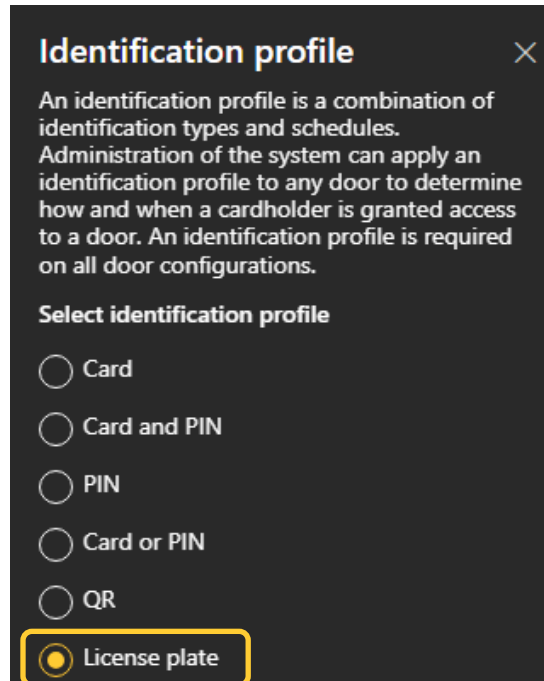 Identification profile
An identification profile is a combination of
identification types and schedules.
Administration of the system can apply an
identification profile to any door to determine
how and when a cardholder is granted access
to a door. An identification profile is required
on all door configurations.
Select identification profile
Card
Card and PIN
PIN
Card or PIN
QR
License plate